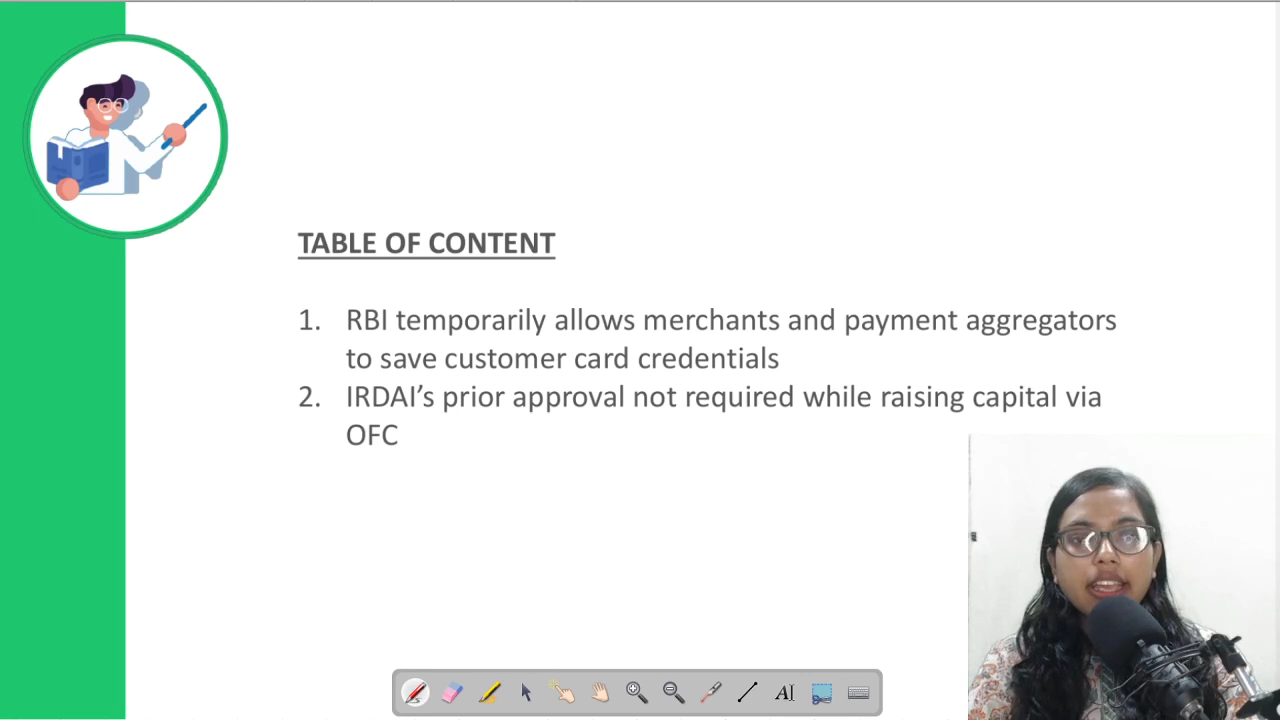 TABLE OF CONTENT
1. RBI temporarily allows merchants and payment aggregators
to save customer card credentials
2. IRDAI’s prior approval not required while raising capital via
OFC